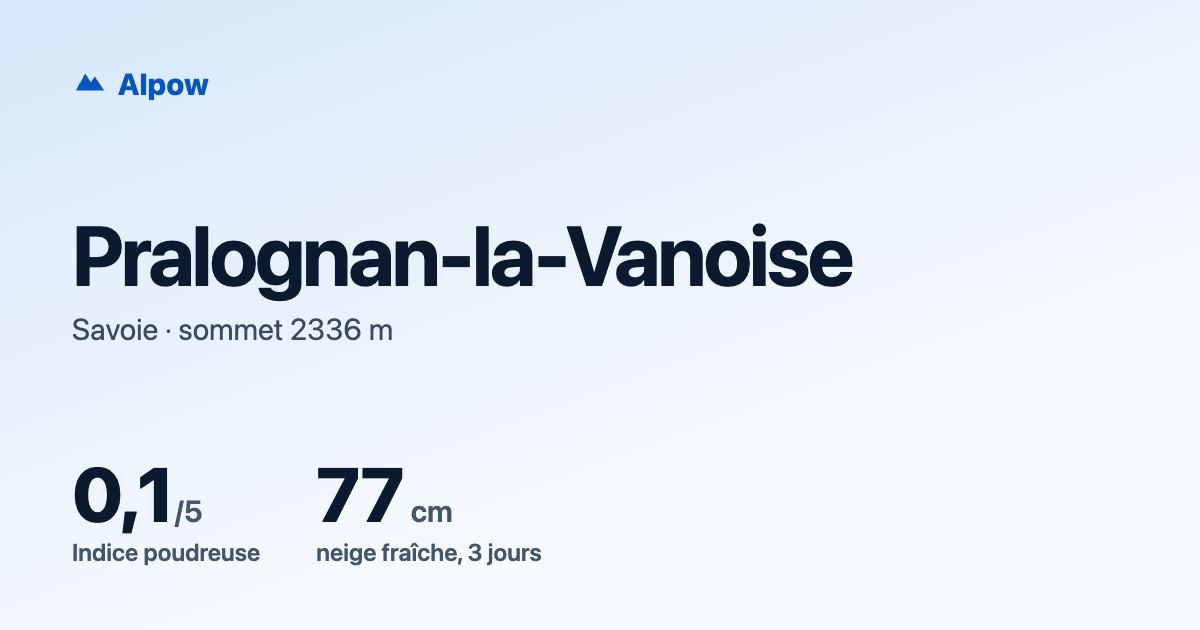 Alpow
Pralognan-la-Vanoise
Savoie · sommet 2336 m
0,1/5
Indice poudreuse
77 cm
neige fraîche, 3 jours